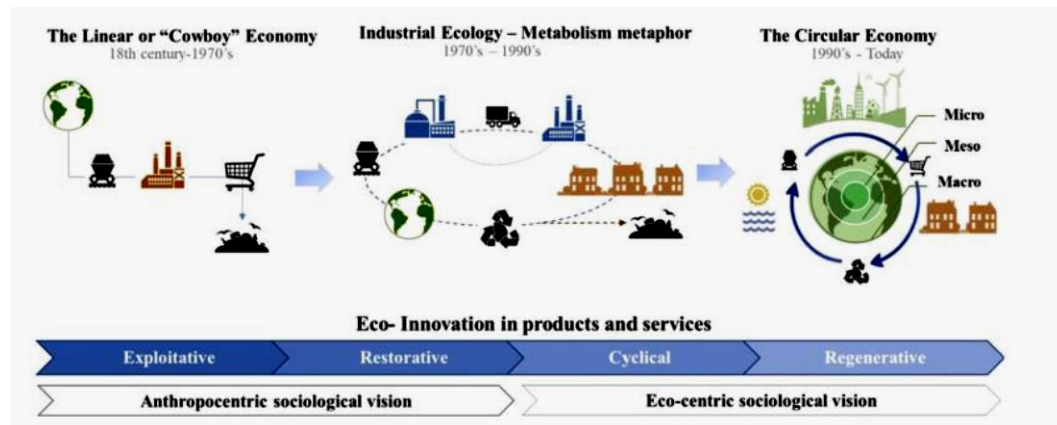 The Linear or “Cowboy” Economy
18th century-1970’s
Industrial Ecology – Metabolism metaphor
1970’s – 1990’s
The Circular Economy
1990’s - Today
Micro
Meso
Macro
Eco- Innovation in products and services
Exploitative
Restorative
Cyclical
Regenerative
Anthropocentric sociological vision
Eco-centric sociological vision